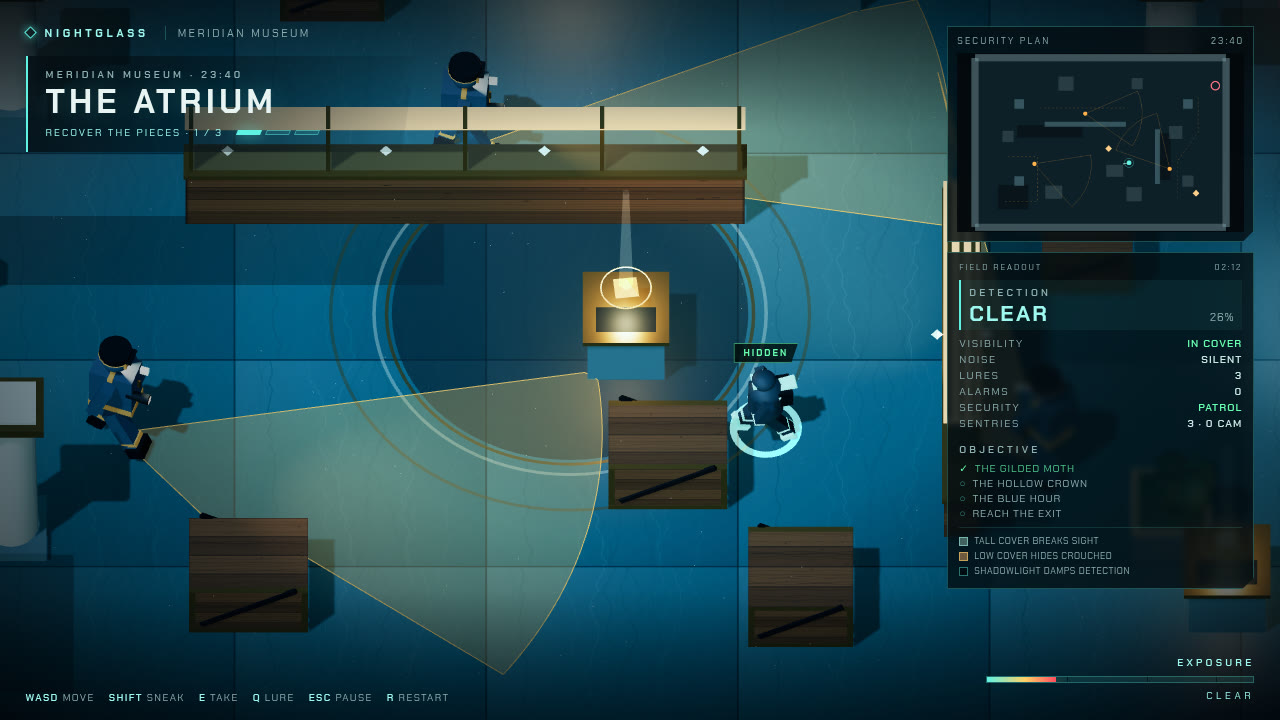 NIGHTGLASS MERIDIAN MUSEUM
MERIDIAN MUSEUM · 23:40
THE ATRIUM
RECOVER THE PIECES · 1 / 3
SECURITY PLAN 23:40
FIELD READOUT 02:12
DETECTION
CLEAR 26%
VISIBILITY IN COVER
NOISE SILENT
LURES 3
ALARMS 0
SECURITY PATROL
SENTRIES 3 · 0 CAM
OBJECTIVE
✓ THE GILDED MOTH
○ THE HOLLOW CROWN
○ THE BLUE HOUR
○ REACH THE EXIT
TALL COVER BREAKS SIGHT
LOW COVER HIDES CROUCHED
SHADOWLIGHT DAMPS DETECTION
HIDDEN
EXPOSURE
CLEAR
WASD MOVE SHIFT SNEAK E TAKE Q LURE ESC PAUSE R RESTART